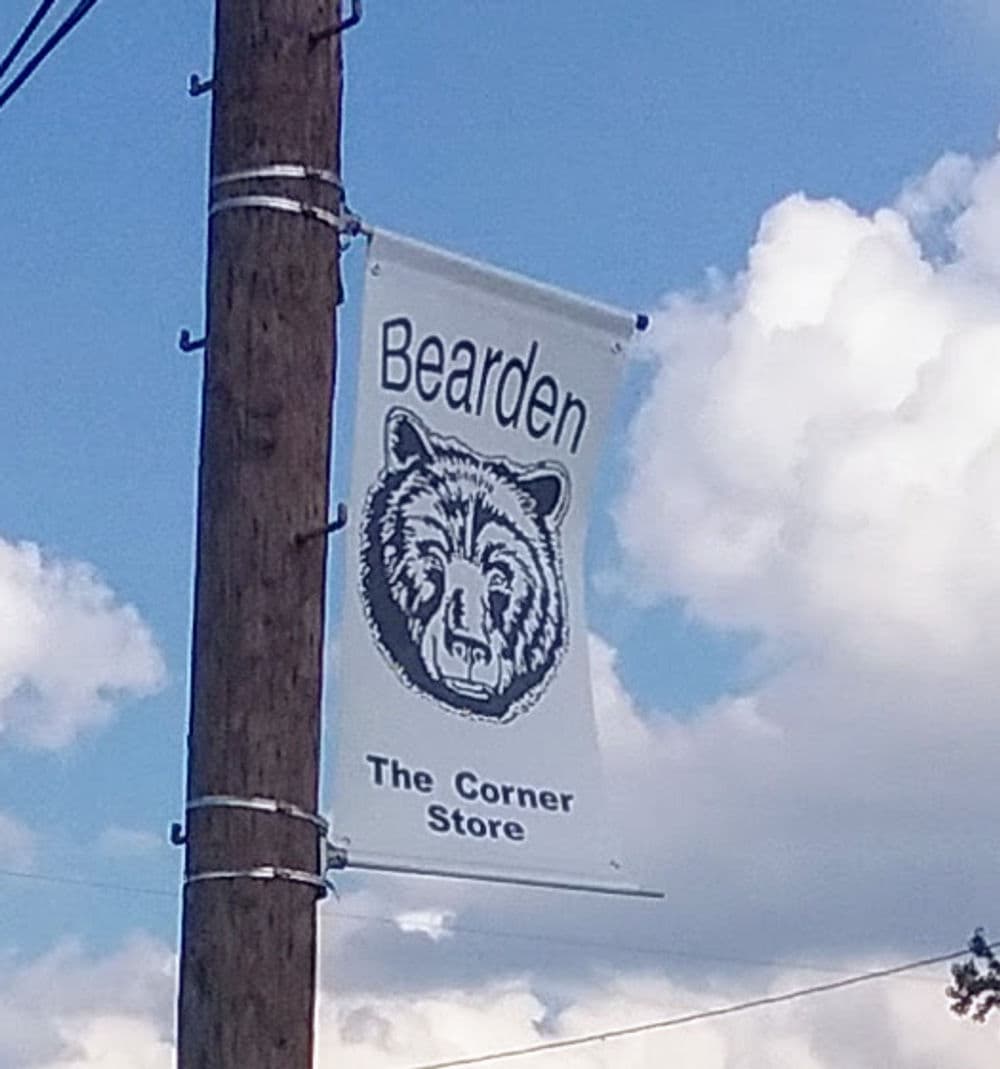 Bearden
The Corner
Store